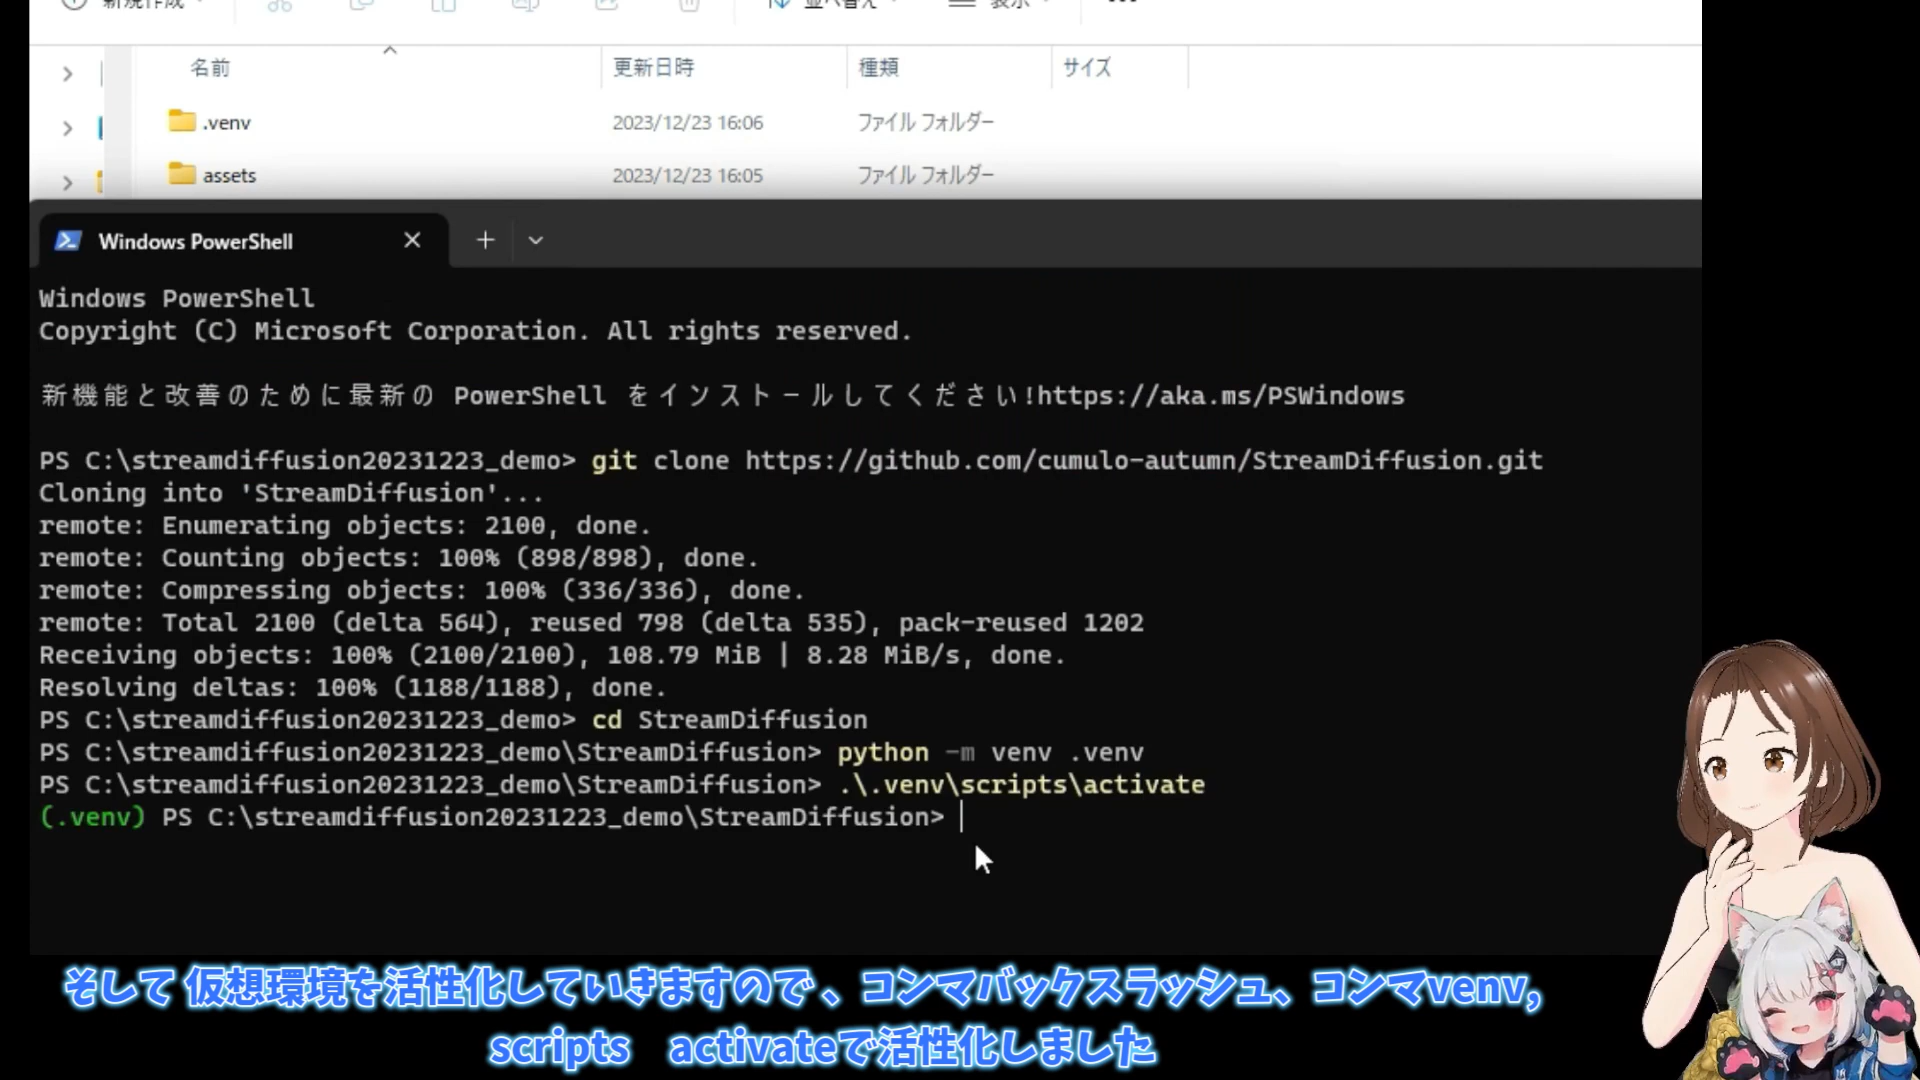 新規作成
並べ替え
表示
名前
更新日時
種類
サイズ
.venv
2023/12/23 16:06
ファイル フォルダー
assets
2023/12/23 16:05
ファイル フォルダー
Windows PowerShell
Windows PowerShell
Copyright (C) Microsoft Corporation. All rights reserved.
新機能と改善のために最新の PowerShell をインストールしてください!https://aka.ms/PSWindows
PS C:\streamdiffusion20231223_demo> git clone https://github.com/cumulo-autumn/StreamDiffusion.git
Cloning into 'StreamDiffusion'...
remote: Enumerating objects: 2100, done.
remote: Counting objects: 100% (898/898), done.
remote: Compressing objects: 100% (336/336), done.
remote: Total 2100 (delta 564), reused 798 (delta 535), pack-reused 1202
Receiving objects: 100% (2100/2100), 108.79 MiB | 8.28 MiB/s, done.
Resolving deltas: 100% (1188/1188), done.
PS C:\streamdiffusion20231223_demo> cd StreamDiffusion
PS C:\streamdiffusion20231223_demo\StreamDiffusion> python -m venv .venv
PS C:\streamdiffusion20231223_demo\StreamDiffusion> .\.venv\scripts\activate
(.venv) PS C:\streamdiffusion20231223_demo\StreamDiffusion>
そして 仮想環境を活性化していきますので 、コンマバックスラッシュ、コンマvenv,
scripts　activateで活性化しました